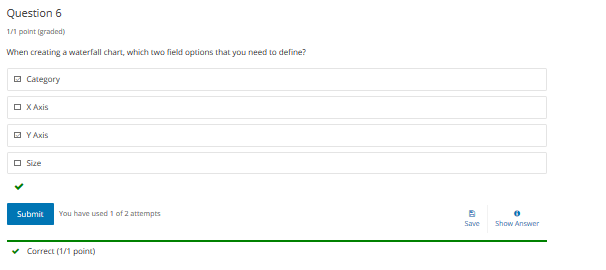 Question 6
1/1 point (graded)
When creating a waterfall chart, which two field options that you need to define?
Category
X Axis
Y Axis
Size
Submit You have used 1 of 2 attempts
Save Show Answer
Correct (1/1 point)